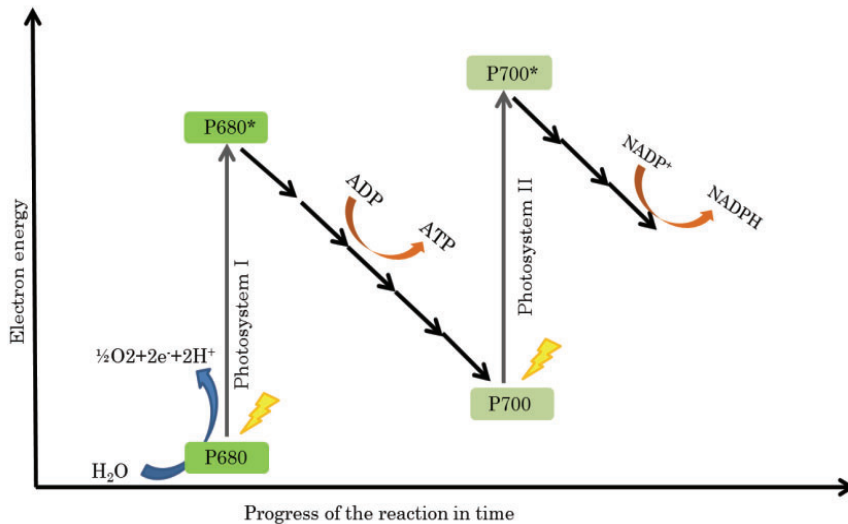 P700*
P680*
NADP⁺
NADPH
ADP
ATP
Electron energy
Photosystem I
Photosystem II
½O2+2e⁻+2H⁺
P700
P680
H₂O
Progress of the reaction in time